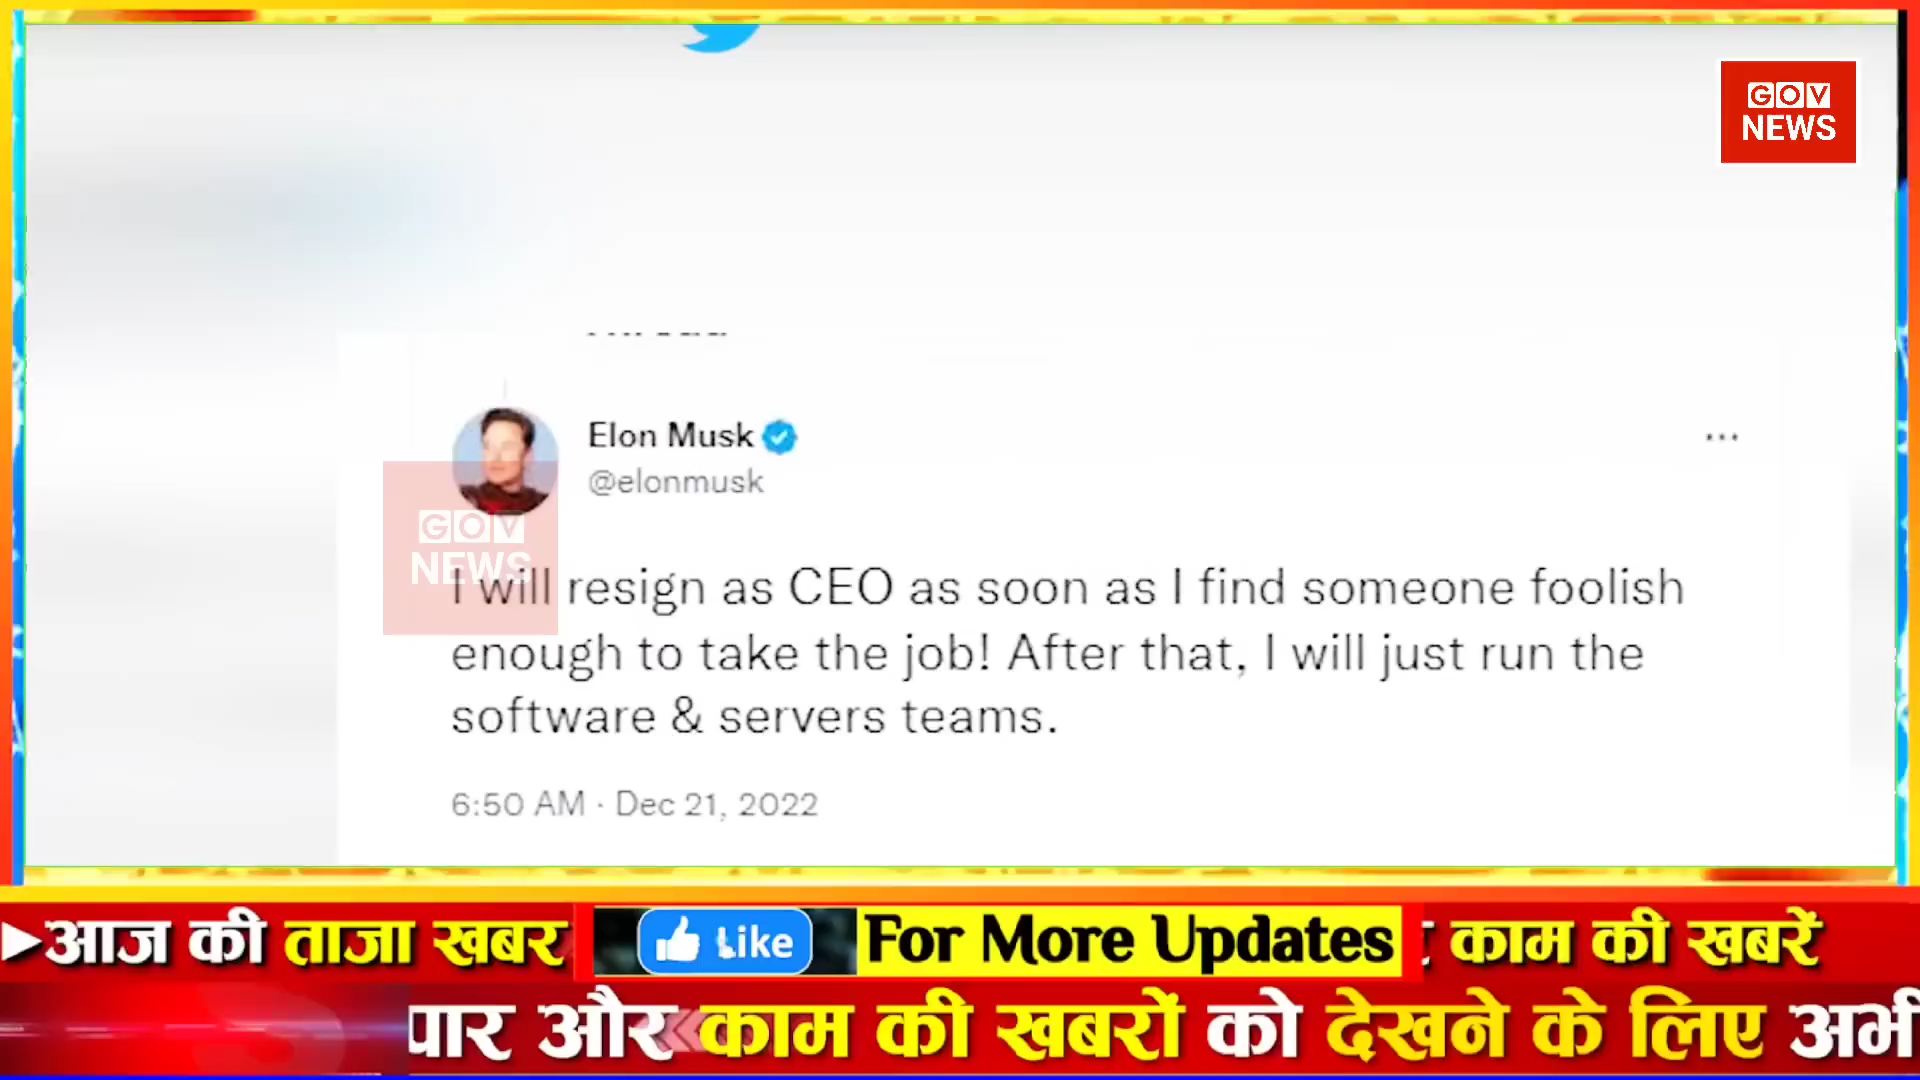 GOV
NEWS
Elon Musk
@elonmusk
GOV
NEWS
I will resign as CEO as soon as I find someone foolish
enough to take the job! After that, I will just run the
software & servers teams.
6:50 AM · Dec 21, 2022
आज की ताजा खबर
Like
For More Updates
काम की खबरें
और काम की खबरों को देखने के लिए